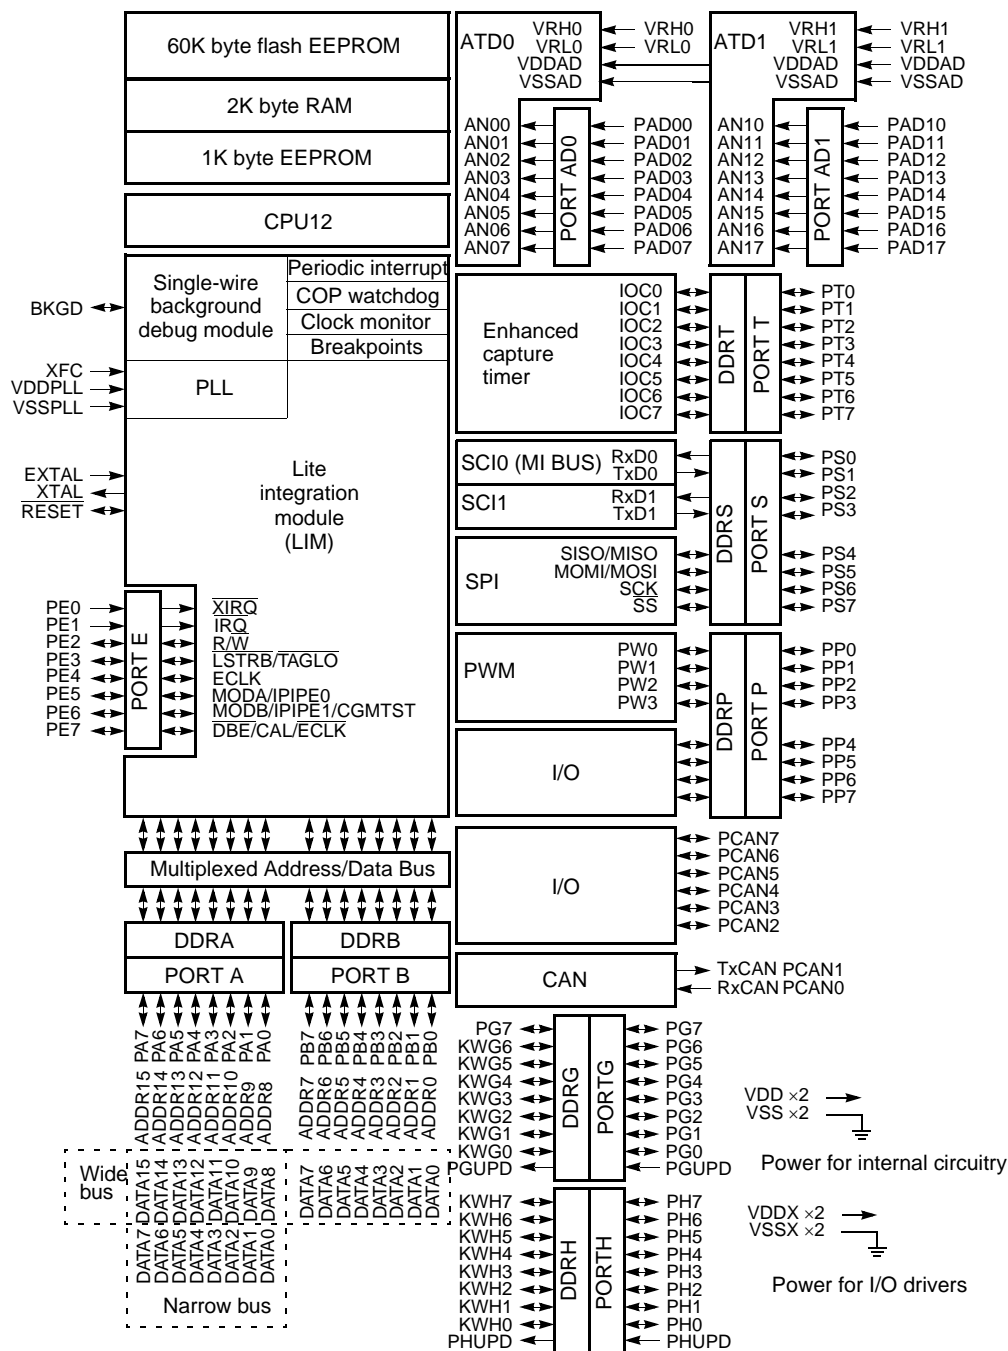 60K byte flash EEPROM
2K byte RAM
1K byte EEPROM
CPU12
Single-wire
background
debug module
Periodic interrupt
COP watchdog
Clock monitor
Breakpoints
BKGD
XFC
VDDPLL
VSSPLL
PLL
EXTAL
XTAL
RESET
Lite
integration
module
(LIM)
PE0
PE1
PE2
PE3
PE4
PE5
PE6
PE7
PORT E
XIRQ
IRQ
R/W
LSTRB/TAGLO
ECLK
MODA/IPIPE0
MODB/IPIPE1/CGMTST
DBE/CAL/ECLK
Multiplexed Address/Data Bus
DDRA
DDRB
PORT A
PORT B
PA7
PA6
PA5
PA4
PA3
PA2
PA1
PA0
PB7
PB6
PB5
PB4
PB3
PB2
PB1
PB0
ADDR15
ADDR14
ADDR13
ADDR12
ADDR11
ADDR10
ADDR9
ADDR8
ADDR7
ADDR6
ADDR5
ADDR4
ADDR3
ADDR2
ADDR1
ADDR0
Wide
bus
DATA15
DATA14
DATA13
DATA12
DATA11
DATA10
DATA9
DATA8
DATA7
DATA6
DATA5
DATA4
DATA3
DATA2
DATA1
DATA0
DATA7
DATA6
DATA5
DATA4
DATA3
DATA2
DATA1
DATA0
Narrow bus
ATD0
VRH0
VRL0
VDDAD
VSSAD
VRH0
VRL0
AN00
AN01
AN02
AN03
AN04
AN05
AN06
AN07
PORT AD0
PAD00
PAD01
PAD02
PAD03
PAD04
PAD05
PAD06
PAD07
ATD1
VRH1
VRL1
VDDAD
VSSAD
VRH1
VRL1
VDDAD
VSSAD
AN10
AN11
AN12
AN13
AN14
AN15
AN16
AN17
PORT AD1
PAD10
PAD11
PAD12
PAD13
PAD14
PAD15
PAD16
PAD17
Enhanced
capture
timer
IOC0
IOC1
IOC2
IOC3
IOC4
IOC5
IOC6
IOC7
DDRT
PORT T
PT0
PT1
PT2
PT3
PT4
PT5
PT6
PT7
SCI0 (MI BUS)
RxD0
TxD0
SCI1
RxD1
TxD1
SPI
SISO/MISO
MOMI/MOSI
SCK
SS
DDRS
PORT S
PS0
PS1
PS2
PS3
PS4
PS5
PS6
PS7
PWM
PW0
PW1
PW2
PW3
I/O
DDRP
PORT P
PP0
PP1
PP2
PP3
PP4
PP5
PP6
PP7
I/O
PCAN7
PCAN6
PCAN5
PCAN4
PCAN3
PCAN2
CAN
TxCAN PCAN1
RxCAN PCAN0
PG7
KWG6
KWG5
KWG4
KWG3
KWG2
KWG1
KWG0
PGUPD
DDRG
PORTG
PG7
PG6
PG5
PG4
PG3
PG2
PG1
PG0
PGUPD
KWH7
KWH6
KWH5
KWH4
KWH3
KWH2
KWH1
KWH0
PHUPD
DDRH
PORTH
PH7
PH6
PH5
PH4
PH3
PH2
PH1
PH0
PHUPD
VDD ×2
VSS ×2
Power for internal circuitry
VDDX ×2
VSSX ×2
Power for I/O drivers